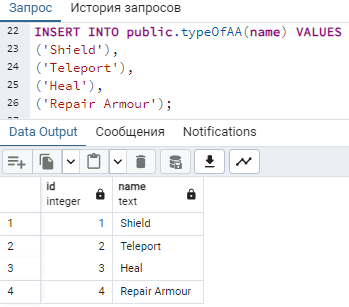 Запрос История запросов
22 INSERT INTO public.typeOfAA(name) VALUES
23 ('Shield'),
24 ('Teleport'),
25 ('Heal'),
26 ('Repair Armour');
Data Output Сообщения Notifications
id integer name text
1 1 Shield
2 2 Teleport
3 3 Heal
4 4 Repair Armour